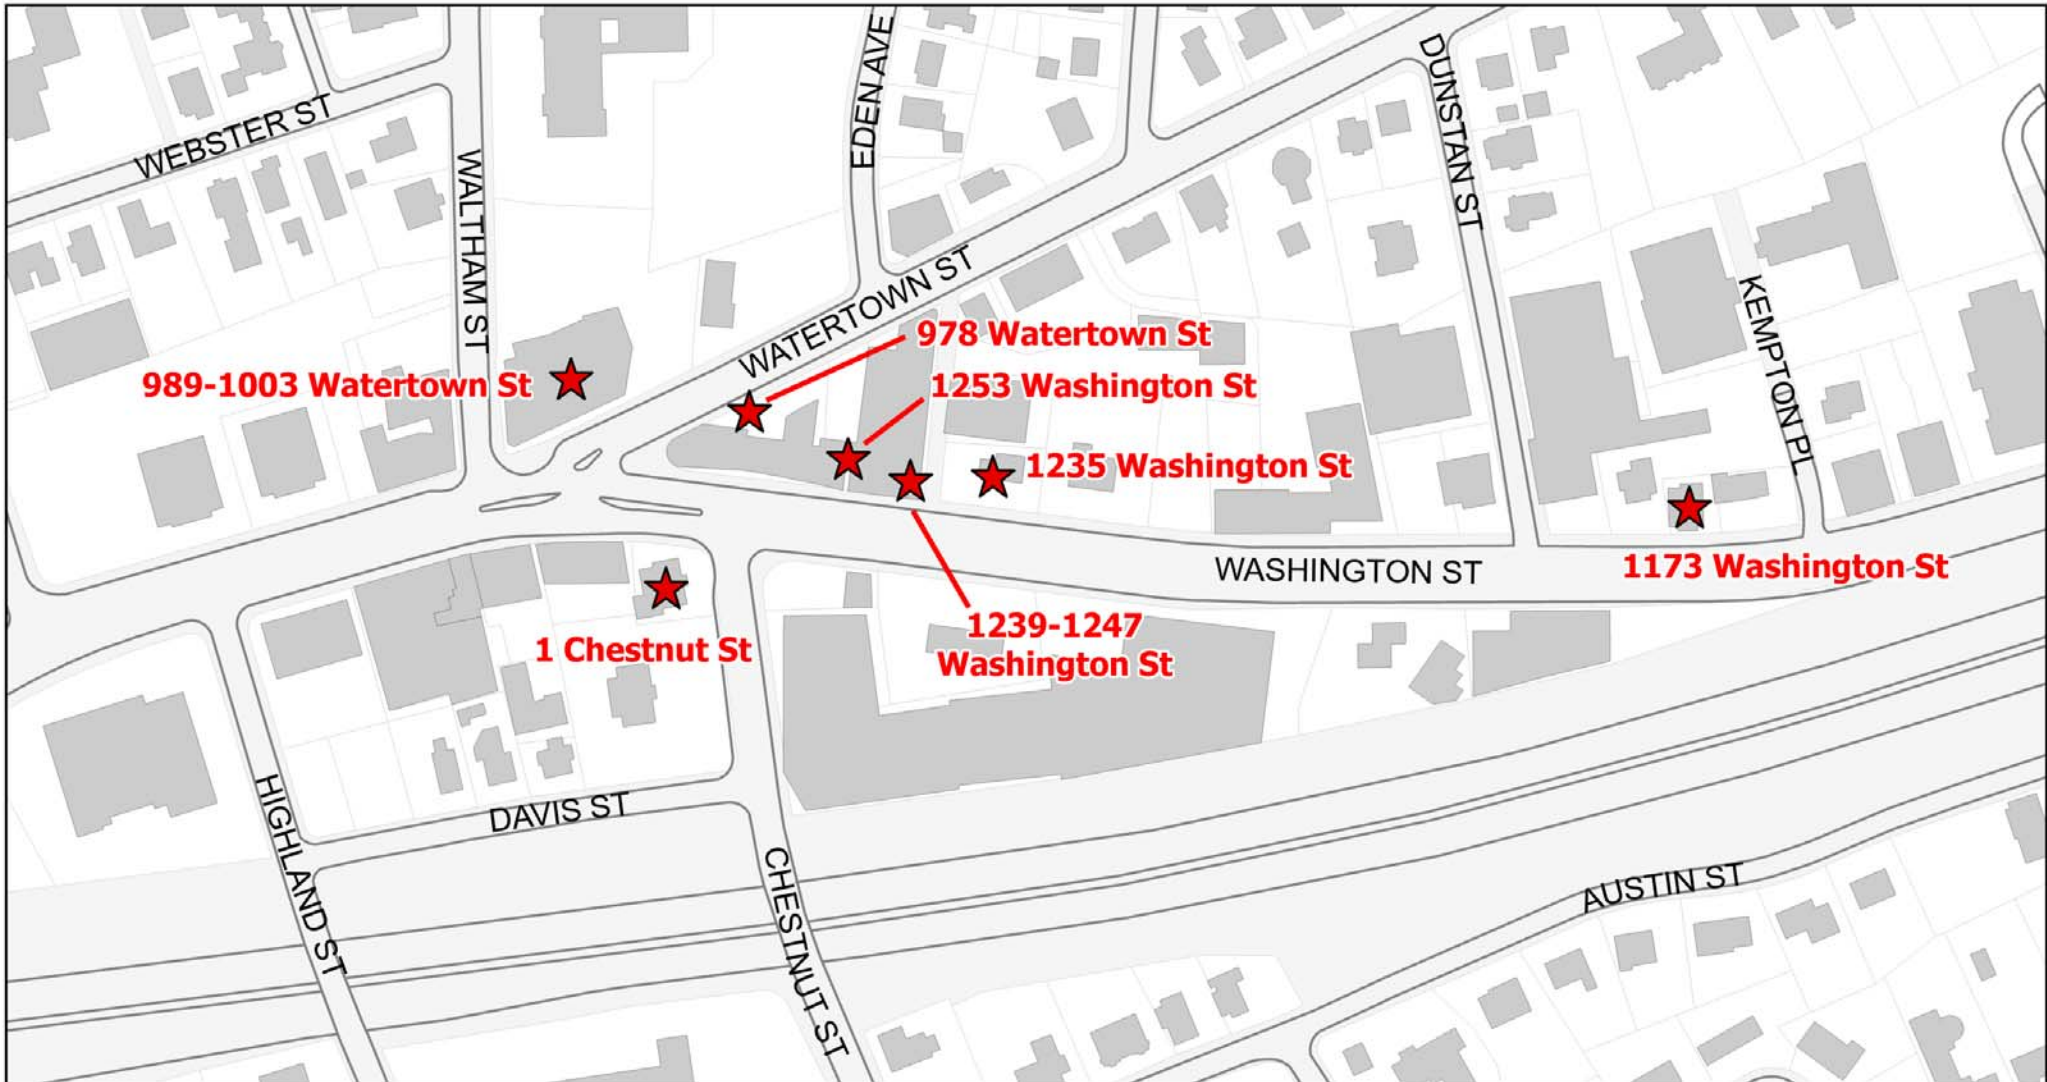 EDEN AVE
DUNSTAN ST
WEBSTER ST
WALTHAM ST
WATERTOWN ST
KEMPTON PL
978 Watertown St
989-1003 Watertown St
1253 Washington St
1235 Washington St
WASHINGTON ST
1173 Washington St
1239-1247
Washington St
1 Chestnut St
HIGHLAND ST
DAVIS ST
CHESTNUT ST
AUSTIN ST